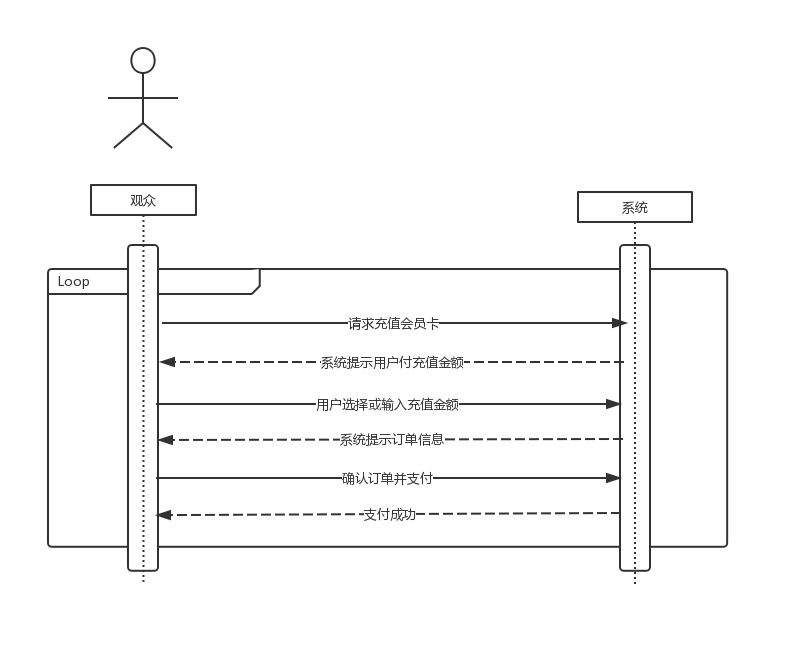 观众
系统
Loop
请求充值会员卡
系统提示用户付充值金额
用户选择或输入充值金额
系统提示订单信息
确认订单并支付
支付成功